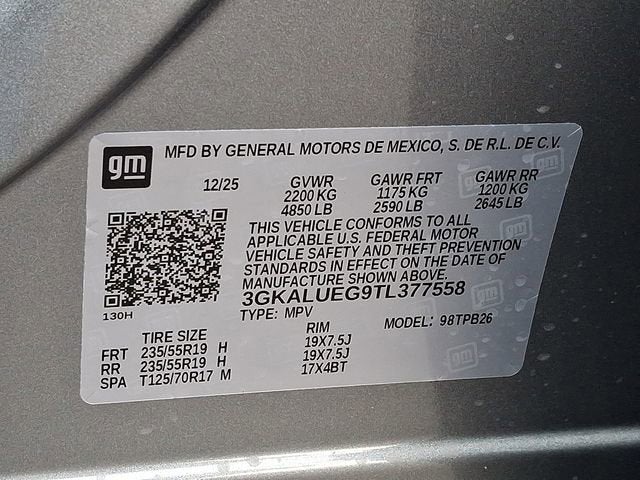 gm MFD BY GENERAL MOTORS DE MEXICO, S. DE R.L. DE C.V.
12/25 GVWR GAWR FRT GAWR RR
2200 KG 1175 KG 1200 KG
4850 LB 2590 LB 2645 LB
THIS VEHICLE CONFORMS TO ALL
APPLICABLE U.S. FEDERAL MOTOR
VEHICLE SAFETY AND THEFT PREVENTION
STANDARDS IN EFFECT ON THE DATE OF
MANUFACTURE SHOWN ABOVE.
3GKALUEG9TL377558
130H
TYPE: MPV MODEL: 98TPB26
TIRE SIZE RIM
FRT 235/55R19 H 19X7.5J
RR 235/55R19 H 19X7.5J
SPA T125/70R17 M 17X4BT